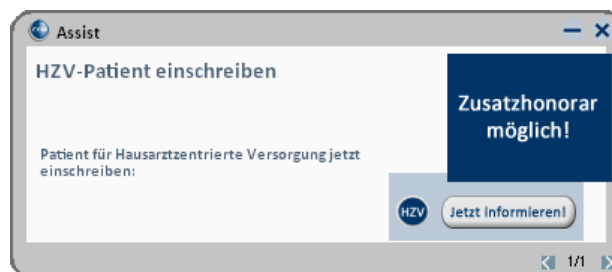 Assist
HZV-Patient einschreiben
Zusatzhonorar
möglich!
Patient für Hausarztzentrierte Versorgung jetzt
einschreiben:
HZV
Jetzt informieren!
1/1